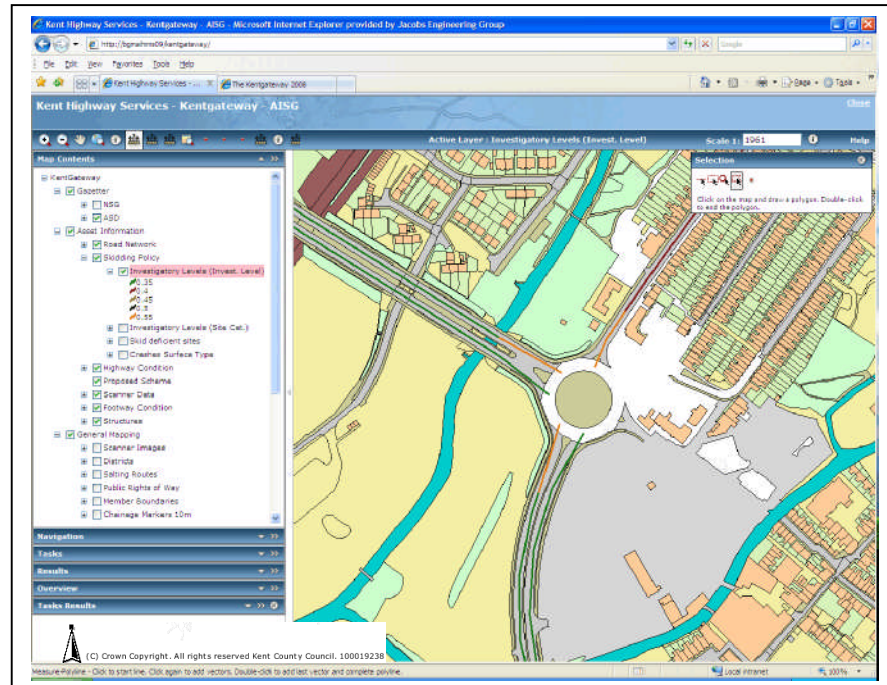 Kent Highway Services - Kentgateway - AISG - Microsoft Internet Explorer provided by Jacobs Engineering Group
Google
File Edit View Favorites Tools Help
Kent Highway Services - ... X The Kentgateway 2006
Page Tools
Kent Highway Services - Kentgateway - AISG
Close
Active Layer : Investigatory Levels (Invest. Level)
Scale 1: 1961
Help
Map Contents
KentGateway
Gazetter
NSG
ASD
Asset Information
Road Network
Skidding Policy
Investigatory Levels (Invest. Level)
0.35
0.4
0.45
0.5
0.55
Investigatory Levels (Site Cat.)
Skid deficient sites
Crashes Surface Type
Highway Condition
Proposed Scheme
Scanner Data
Footway Condition
Structures
General Mapping
Scanner Images
Districts
Salting Routes
Public Rights of Way
Member Boundaries
Chainage Markers 10m
Navigation
Tasks
Results
Overview
Tasks Results
Selection
Click on the map and draw a polygon. Double-click
to end the polygon.
(C) Crown Copyright. All rights reserved Kent County Council. 100019238
Measure-Polyline - Click to start line. Click again to add vectors. Double-click to add last vector and complete polyline.
Local intranet
100%